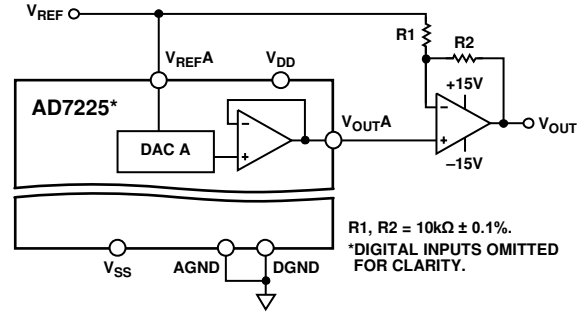 VREF
R1
R2
VREFA
VDD
AD7225*
+15V
VOUTA
VOUT
DAC A
–
+
–
+
–15V
R1, R2 = 10kΩ ± 0.1%.
*DIGITAL INPUTS OMITTED
FOR CLARITY.
VSS
AGND
DGND